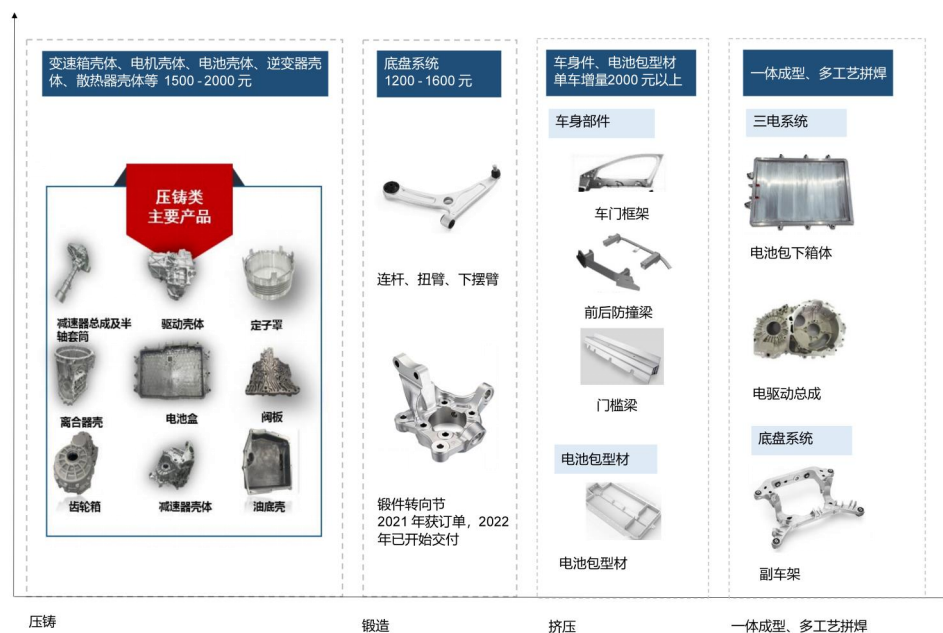 变速箱壳体、电机壳体、电池壳体、逆变器壳
体、散热器壳体等 1500 - 2000 元
压铸类
主要产品
减速器总成及半
轴套筒
驱动壳体
定子罩
离合器壳
电池盒
阀板
齿轮箱
减速器壳体
油底壳
底盘系统
1200 - 1600 元
连杆、扭臂、下摆臂
锻件转向节
2021 年获订单，2022
年已开始交付
车身件、电池包型材
单车增量2000 元以上
车身部件
车门框架
前后防撞梁
门槛梁
电池包型材
电池包型材
一体成型、多工艺拼焊
三电系统
电池包下箱体
电驱动总成
底盘系统
副车架
压铸
锻造
挤压
一体成型、多工艺拼焊